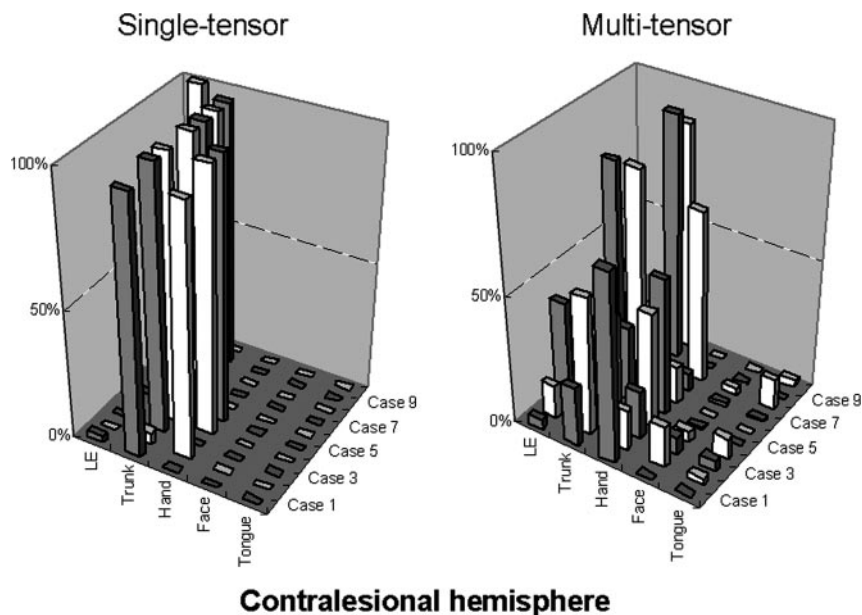 Single-tensor
Multi-tensor
100%
50%
0%
LE
Trunk
Hand
Face
Tongue
Case 1
Case 3
Case 5
Case 7
Case 9
100%
50%
0%
LE
Trunk
Hand
Face
Tongue
Case 1
Case 3
Case 5
Case 7
Case 9
Contralesional hemisphere